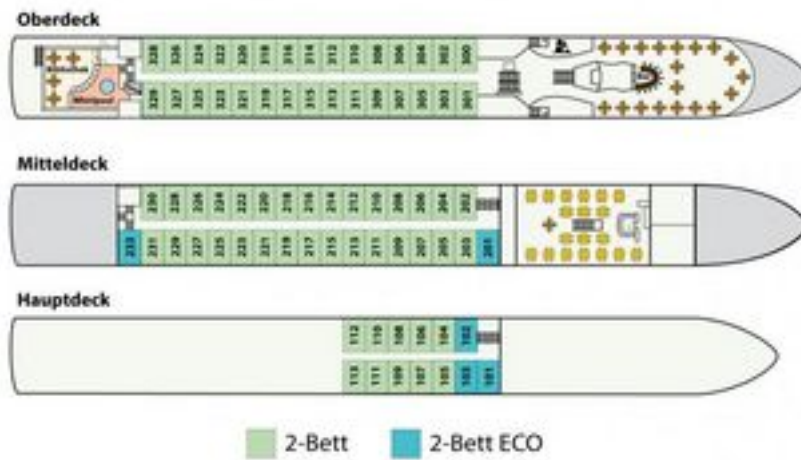 Oberdeck
328 326 324 322 320 318 316 314 312 310 308 306 304 302 300
Whirlpool
329 327 325 323 321 319 317 315 313 311 309 307 305 303 301
Mitteldeck
230 228 226 224 222 220 218 216 214 212 210 208 206 204 202
233 231 229 227 225 223 221 219 217 215 213 211 209 207 205 203 201
Hauptdeck
112 110 108 106 104 102
113 111 109 107 105 103 101
2-Bett 2-Bett ECO